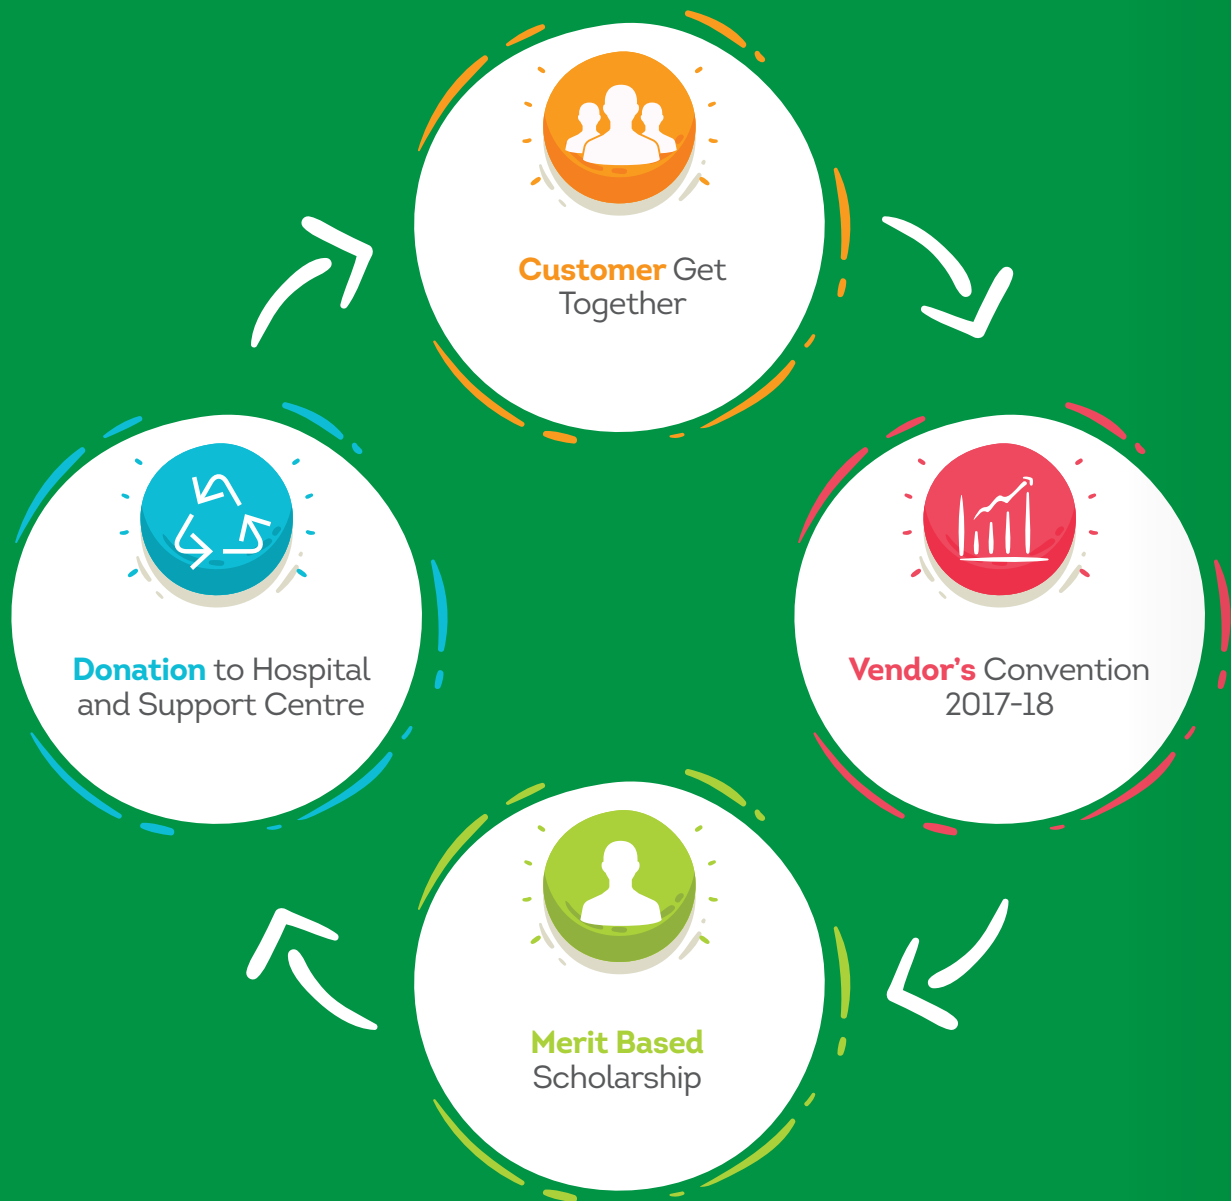 Customer Get
Together
Donation to Hospital
and Support Centre
Vendor's Convention
2017-18
Merit Based
Scholarship